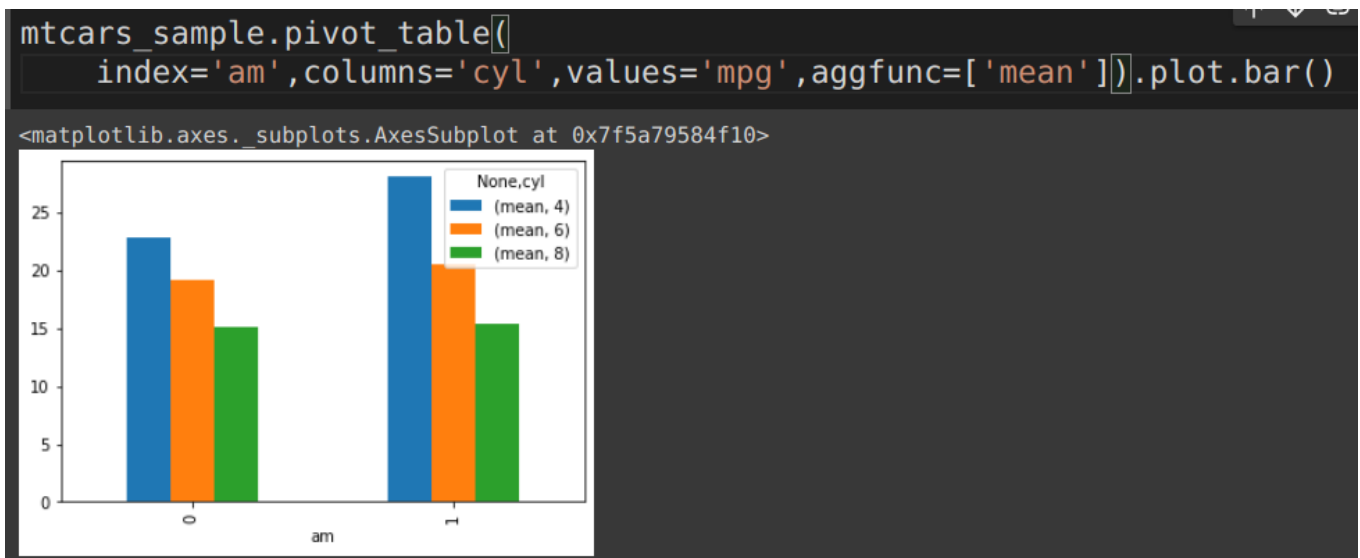 mtcars_sample.pivot_table(
index='am',columns='cyl',values='mpg',aggfunc=['mean']).plot.bar()
<matplotlib.axes._subplots.AxesSubplot at 0x7f5a79584f10>
None,cyl
(mean, 4)
(mean, 6)
(mean, 8)
25
20
15
10
5
0
0
1
am